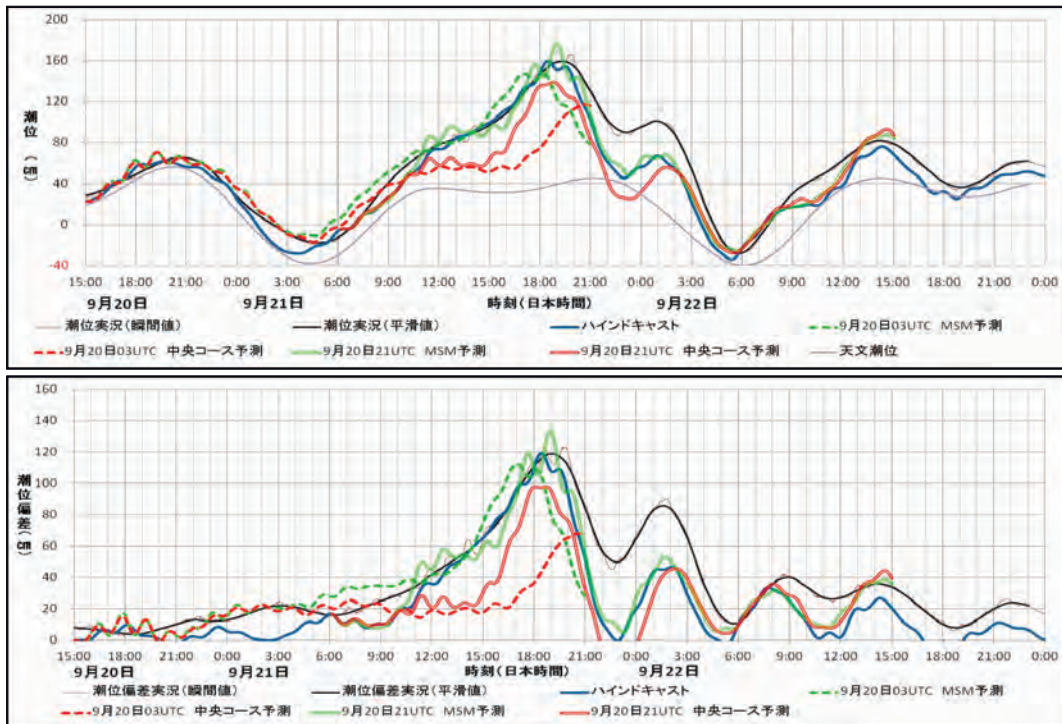 200
160
120
80
40
0
-40
潮位 (㎝)
15:00 18:00 21:00 0:00 3:00 6:00 9:00 12:00 15:00 18:00 21:00 0:00 3:00 6:00 9:00 12:00 15:00 18:00 21:00 0:00
9月20日 9月21日 時刻(日本時間) 9月22日
潮位実況(瞬間値) 潮位実況(平滑値) ハインドキャスト 9月20日03UTC MSM予測
9月20日03UTC 中央コース予測 9月20日21UTC MSM予測 9月20日21UTC 中央コース予測 天文潮位
160
140
120
100
80
60
40
20
0
潮位偏差(㎝)
15:00 18:00 21:00 0:00 3:00 6:00 9:00 12:00 15:00 18:00 21:00 0:00 3:00 6:00 9:00 12:00 15:00 18:00 21:00 0:00
9月20日 9月21日 時刻(日本時間) 9月22日
潮位偏差実況(瞬間値) 潮位偏差実況(平滑値) ハインドキャスト 9月20日03UTC MSM予測
9月20日03UTC 中央コース予測 9月20日21UTC MSM予測 9月20日21UTC 中央コース予測